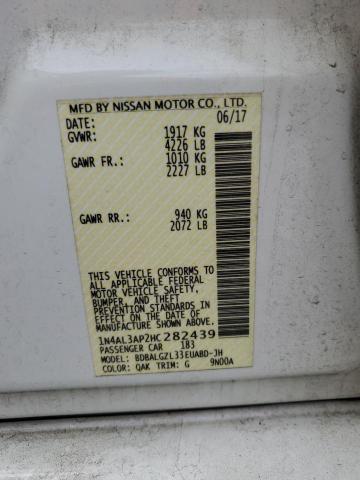 MFD BY NISSAN MOTOR CO., LTD.
DATE: 06/17
GVWR: 1917 KG
4226 LB
GAWR FR.: 1010 KG
2227 LB
GAWR RR.: 940 KG
2072 LB
THIS VEHICLE CONFORMS TO
ALL APPLICABLE FEDERAL
MOTOR VEHICLE SAFETY,
BUMPER, AND THEFT PREVENTION
STANDARDS IN EFFECT ON THE
DATE OF MANUFACTURE SHOWN ABOVE.
1N4AL3AP2HC282439
PASSENGER CAR 183
MODEL: BDBALGZL33EUABD-JH
COLOR: QAK TRIM: G 9N00A